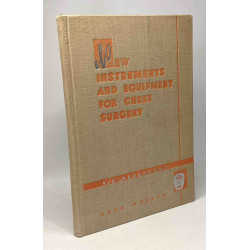 New
Instruments
and Equipment
for Chest
Surgery